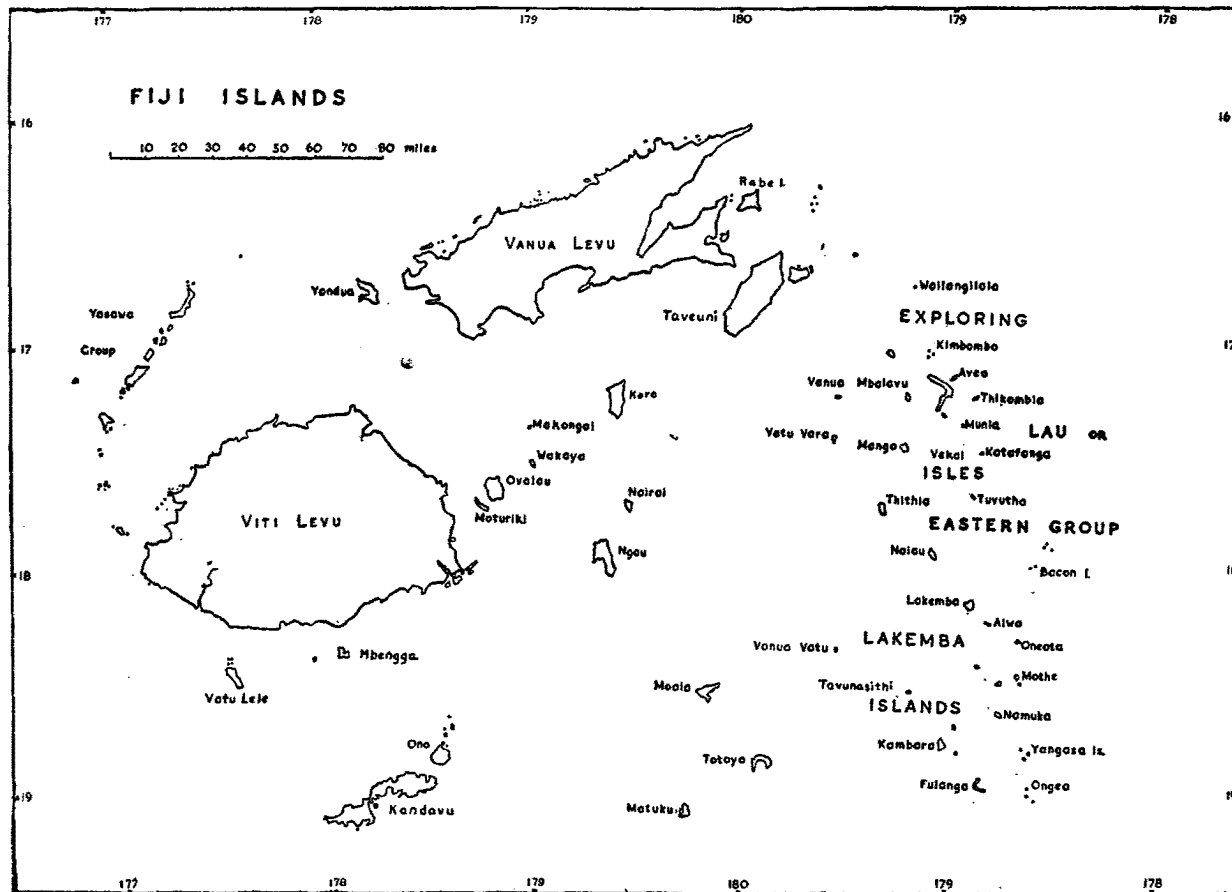 177 178 179 180 179 178
FIJI ISLANDS
16 16
10 20 30 40 50 60 70 80 miles
Rabe I.
VANUA LEVU
Yandua
Wailangilala
Yasawa
Taveuni
EXPLORING
Group
Kimbombo
17
Avea
Koro
Vanua Mbalavu
Thikombia
Makongai
Munia
LAU OR
Vatu Vara
Mango
Wakaya
Vekai
Katafanga
Ovalau
ISLES
Nairai
Thithia
Tuvutha
Moturiki
VITI LEVU
EASTERN GROUP
Ngau
Naiau
18
Bacon I.
Lakemba
Aiwa
LAKEMBA
Mbengga
Vanua Vatu
Oneata
Mothe
Moala
Tavunasithi
Vatu Lele
ISLANDS
Namuka
Ono
Kambara
Yangasa Is.
Totoya
Fulanga
Ongea
19
Kandavu
Matuku
177 178 179 180 179 178